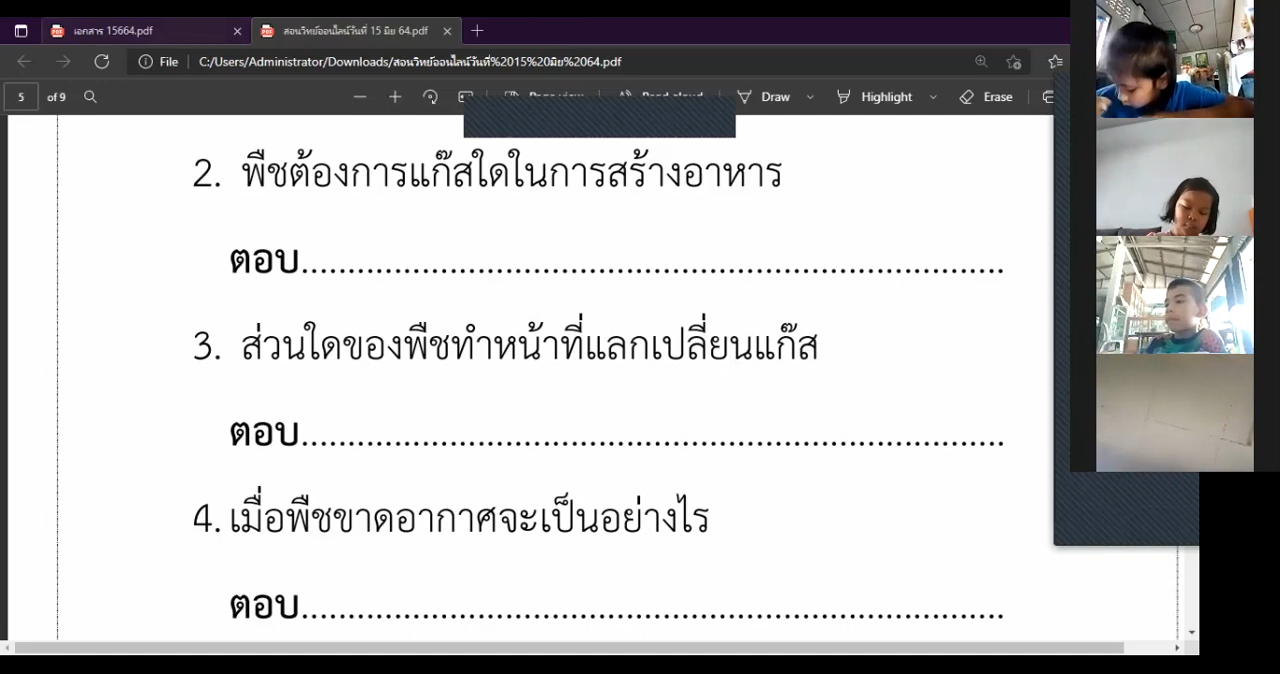 เอกสาร 15664.pdf
สอนวิทย์ออนไลน์วันที่ 15 มิย 64.pdf
File
C:/Users/Administrator/Downloads/สอนวิทย์ออนไลน์วันที่%2015%20มิย%2064.pdf
5 of 9
Page view
Read aloud
Draw
Highlight
Erase
2. พืชต้องการแก๊สใดในการสร้างอาหาร
ตอบ............................................................................
3. ส่วนใดของพืชทำหน้าที่แลกเปลี่ยนแก๊ส
ตอบ............................................................................
4. เมื่อพืชขาดอากาศจะเป็นอย่างไร
ตอบ............................................................................